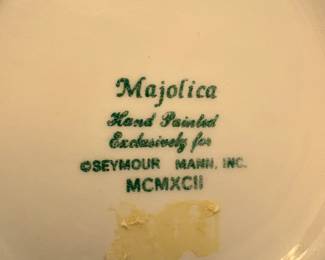 Majolica
Hand Painted
Exclusively for
©SEYMOUR MANN, INC.
MCMXCII